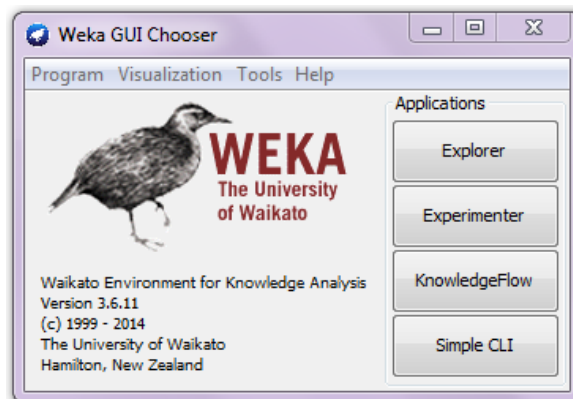 Weka GUI Chooser
Program Visualization Tools Help
WEKA
The University
of Waikato
Waikato Environment for Knowledge Analysis
Version 3.6.11
(c) 1999 - 2014
The University of Waikato
Hamilton, New Zealand
Applications
Explorer
Experimenter
KnowledgeFlow
Simple CLI